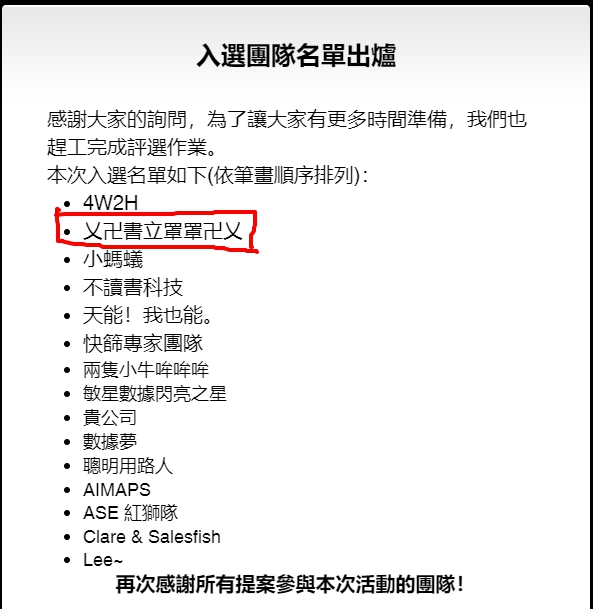 入選團隊名單出爐
感謝大家的詢問，為了讓大家有更多時間準備，我們也
趕工完成評選作業。
本次入選名單如下(依筆畫順序排列)：
4W2H
乂卍書立罩罩卍乂
小螞蟻
不讀書科技
天能！我也能。
快篩專家團隊
兩隻小牛哞哞哞
敏星數據閃亮之星
貴公司
數據夢
聰明用路人
AIMAPS
ASE 紅獅隊
Clare & Salesfish
Lee~
再次感謝所有提案參與本次活動的團隊！